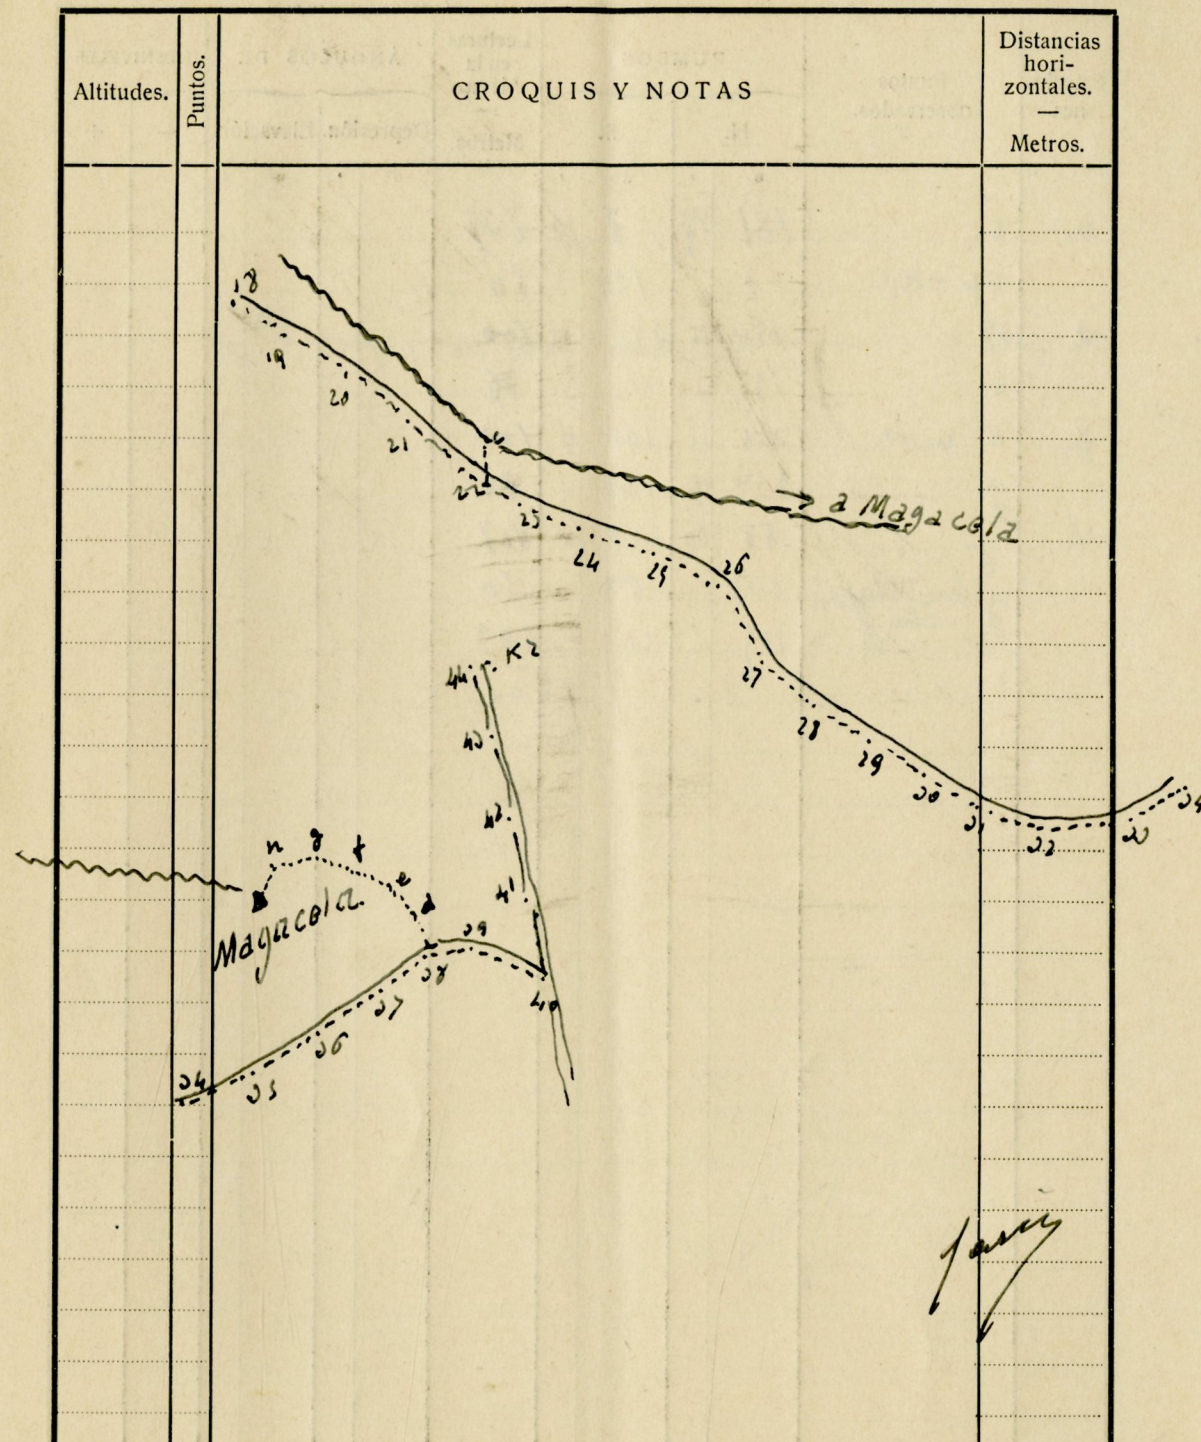 Altitudes.
Puntos.
CROQUIS Y NOTAS
Distancias
hori-
zontales.
—
Metros.
18
19
20
21
22
23
24
25
26
→ a Magacela
27
28
29
30
31
32
33
34
K2
44
43
42
41
40
39
38
37
36
35
34
h g f e d
Magacela